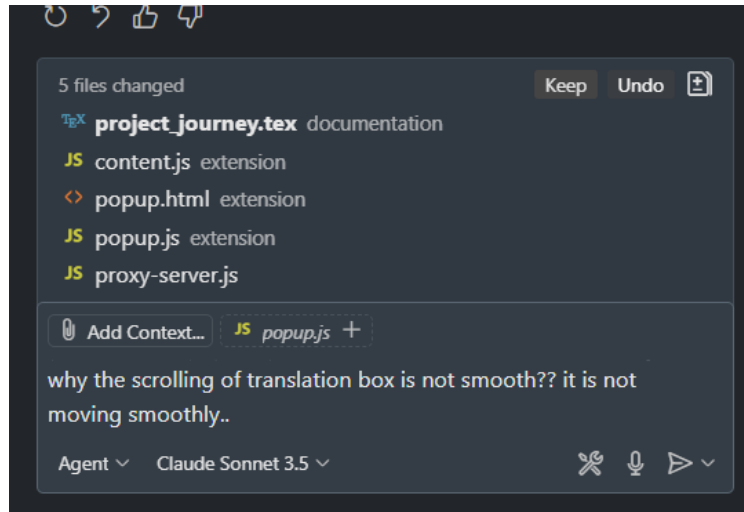 5 files changed Keep Undo
TEX project_journey.tex documentation
JS content.js extension
<> popup.html extension
JS popup.js extension
JS proxy-server.js
Add Context... JS popup.js +
why the scrolling of translation box is not smooth?? it is not
moving smoothly..
Agent Claude Sonnet 3.5